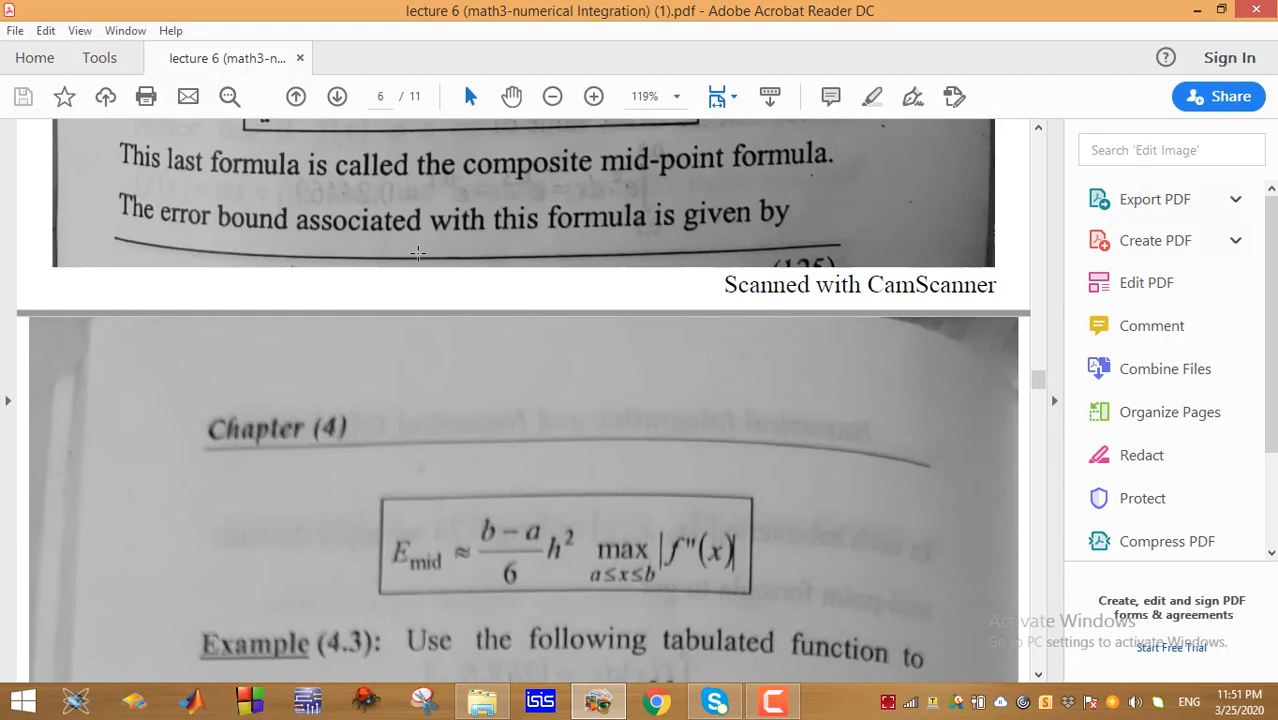 lecture 6 (math3-numerical Integration) (1).pdf - Adobe Acrobat Reader DC
File Edit View Window Help
Home Tools lecture 6 (math3-n... × Sign In
6 / 11 119% Share
This last formula is called the composite mid-point formula.
The error bound associated with this formula is given by
Scanned with CamScanner
Chapter (4)
E_mid ≈ (b − a)/6 h² max a≤x≤b |f''(x)|
Example (4.3): Use the following tabulated function to
Search 'Edit Image'
Export PDF
Create PDF
Edit PDF
Comment
Combine Files
Organize Pages
Redact
Protect
Compress PDF
Create, edit and sign PDF
forms & agreements
Start Free Trial
Activate Windows
Go to PC settings to activate Windows.
isis
11:51 PM
3/25/2020